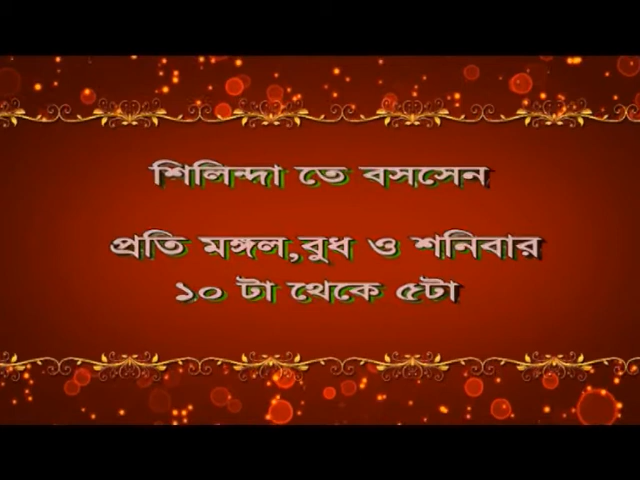 শিলিন্দা তে বসসেন
প্রতি মঙ্গল,বুধ ও শনিবার
১০ টা থেকে ৫টা